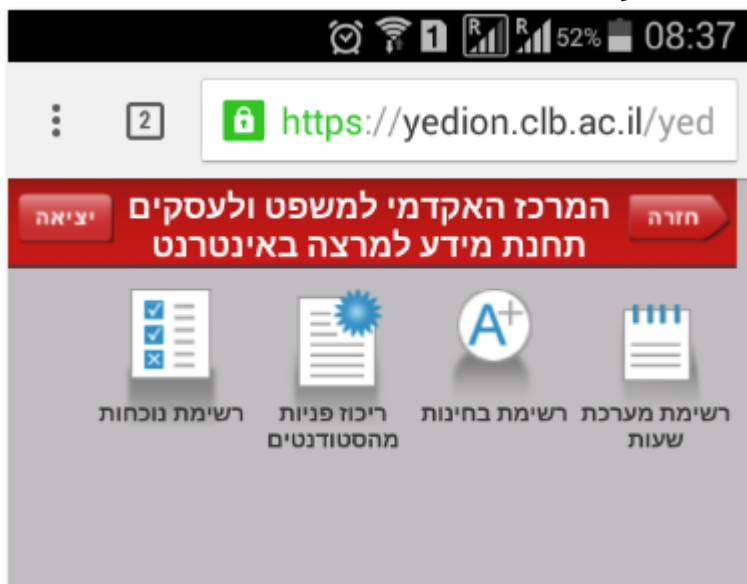 1 R R 52% 08:37
2 https://yedion.clb.ac.il/yed
חזרה
המרכז האקדמי למשפט ולעסקים
תחנת מידע למרצה באינטרנט
יציאה
A+
רשימת מערכת
שעות
רשימת בחינות
ריכוז פניות
מהסטודנטים
רשימת נוכחות